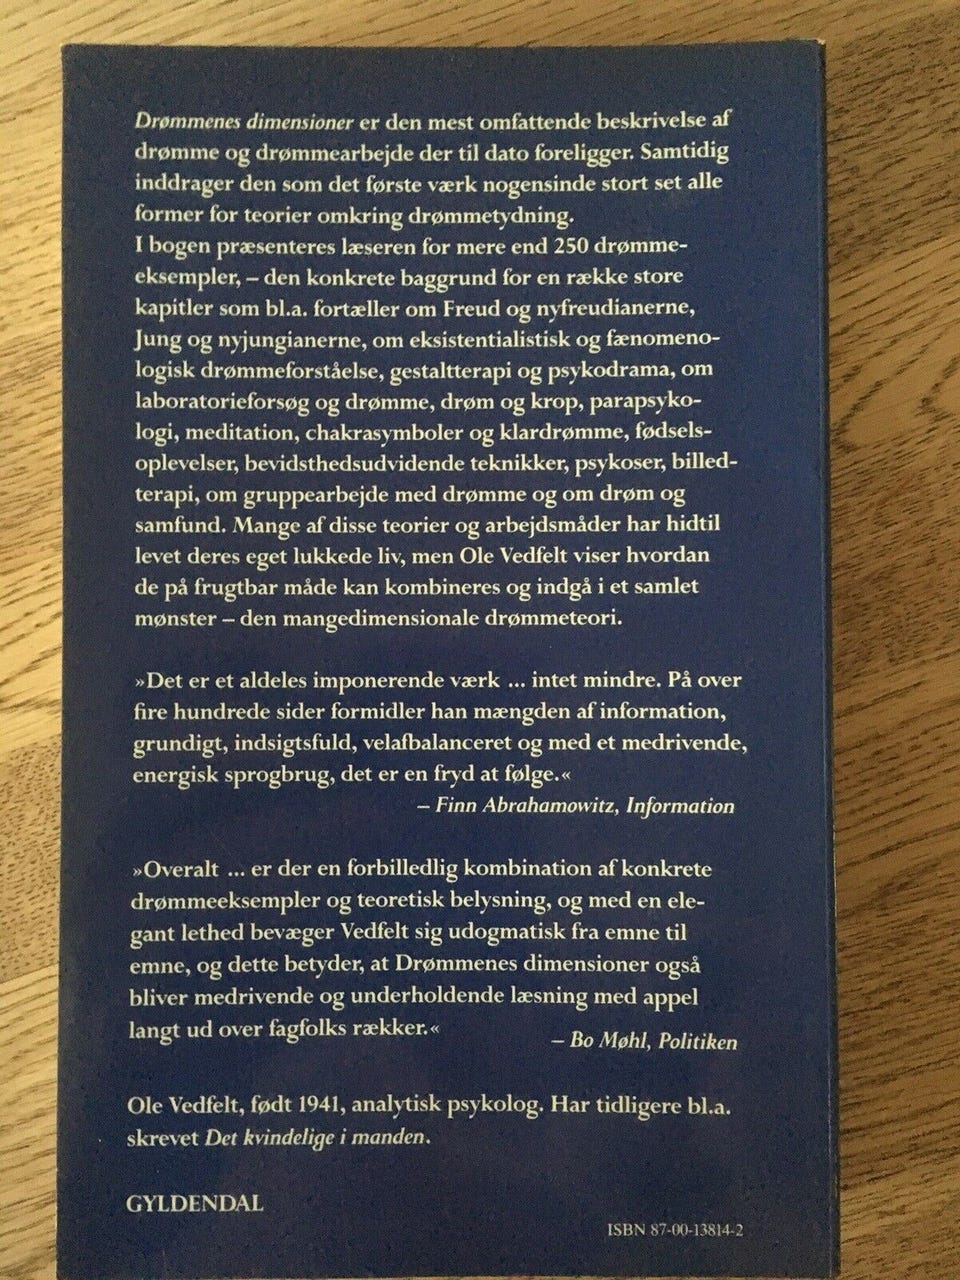 Drømmenes dimensioner er den mest omfattende beskrivelse af
drømme og drømmearbejde der til dato foreligger. Samtidig
inddrager den som det første værk nogensinde stort set alle
former for teorier omkring drømmetydning.
I bogen præsenteres læseren for mere end 250 drømme-
eksempler, – den konkrete baggrund for en række store
kapitler som bl.a. fortæller om Freud og nyfreudianerne,
Jung og nyjungianerne, om eksistentialistisk og fænomeno-
logisk drømmeforståelse, gestaltterapi og psykodrama, om
laboratorieforsøg og drømme, drøm og krop, parapsyko-
logi, meditation, chakrasymboler og klardrømme, fødsels-
oplevelser, bevidsthedsudvidende teknikker, psykoser, billed-
terapi, om gruppearbejde med drømme og om drøm og
samfund. Mange af disse teorier og arbejdsmåder har hidtil
levet deres eget lukkede liv, men Ole Vedfelt viser hvordan
de på frugtbar måde kan kombineres og indgå i et samlet
mønster – den mangedimensionale drømmeteori.
»Det er et aldeles imponerende værk ... intet mindre. På over
fire hundrede sider formidler han mængden af information,
grundigt, indsigtsfuld, velafbalanceret og med et medrivende,
energisk sprogbrug, det er en fryd at følge.«
– Finn Abrahamowitz, Information
»Overalt ... er der en forbilledlig kombination af konkrete
drømmeeksempler og teoretisk belysning, og med en ele-
gant lethed bevæger Vedfelt sig udogmatisk fra emne til
emne, og dette betyder, at Drømmenes dimensioner også
bliver medrivende og underholdende læsning med appel
langt ud over fagfolks rækker.«
– Bo Møhl, Politiken
Ole Vedfelt, født 1941, analytisk psykolog. Har tidligere bl.a.
skrevet Det kvindelige i manden.
GYLDENDAL
ISBN 87-00-13814-2